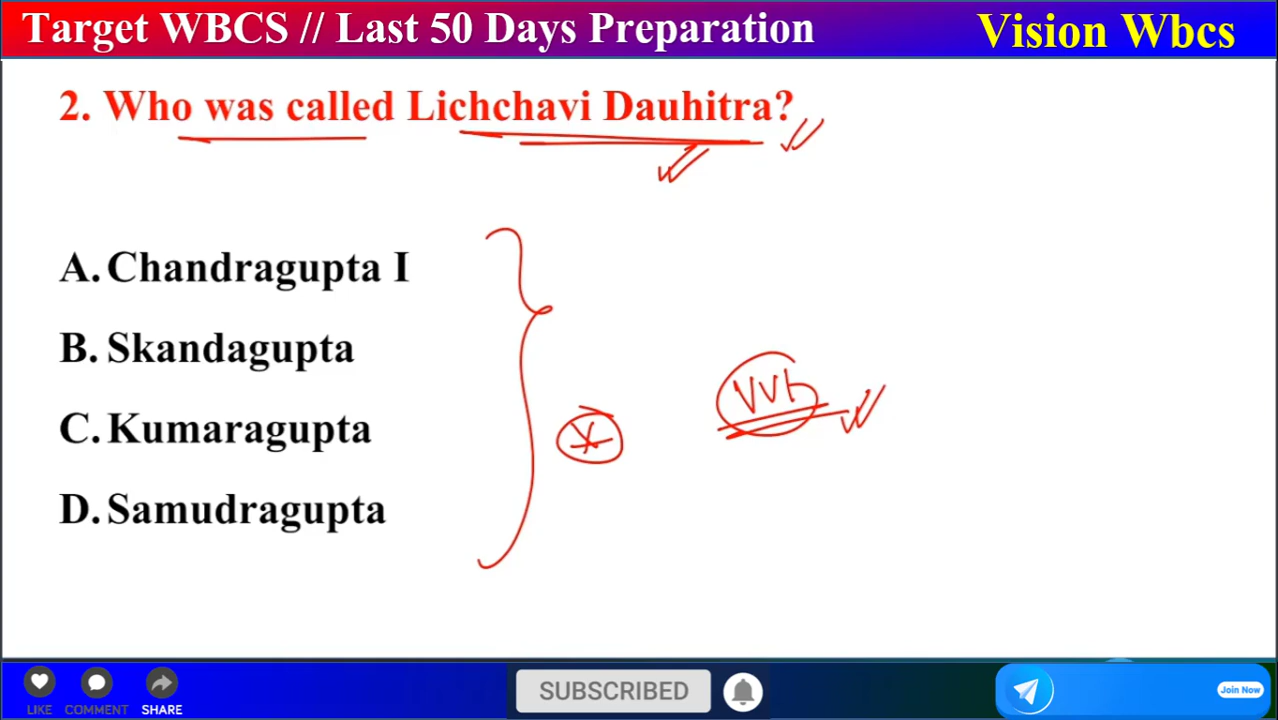 Target WBCS // Last 50 Days Preparation
Vision Wbcs
2. Who was called Lichchavi Dauhitra?
A. Chandragupta I
B. Skandagupta
C. Kumaragupta
D. Samudragupta
LIKE COMMENT SHARE
SUBSCRIBED
Join Now